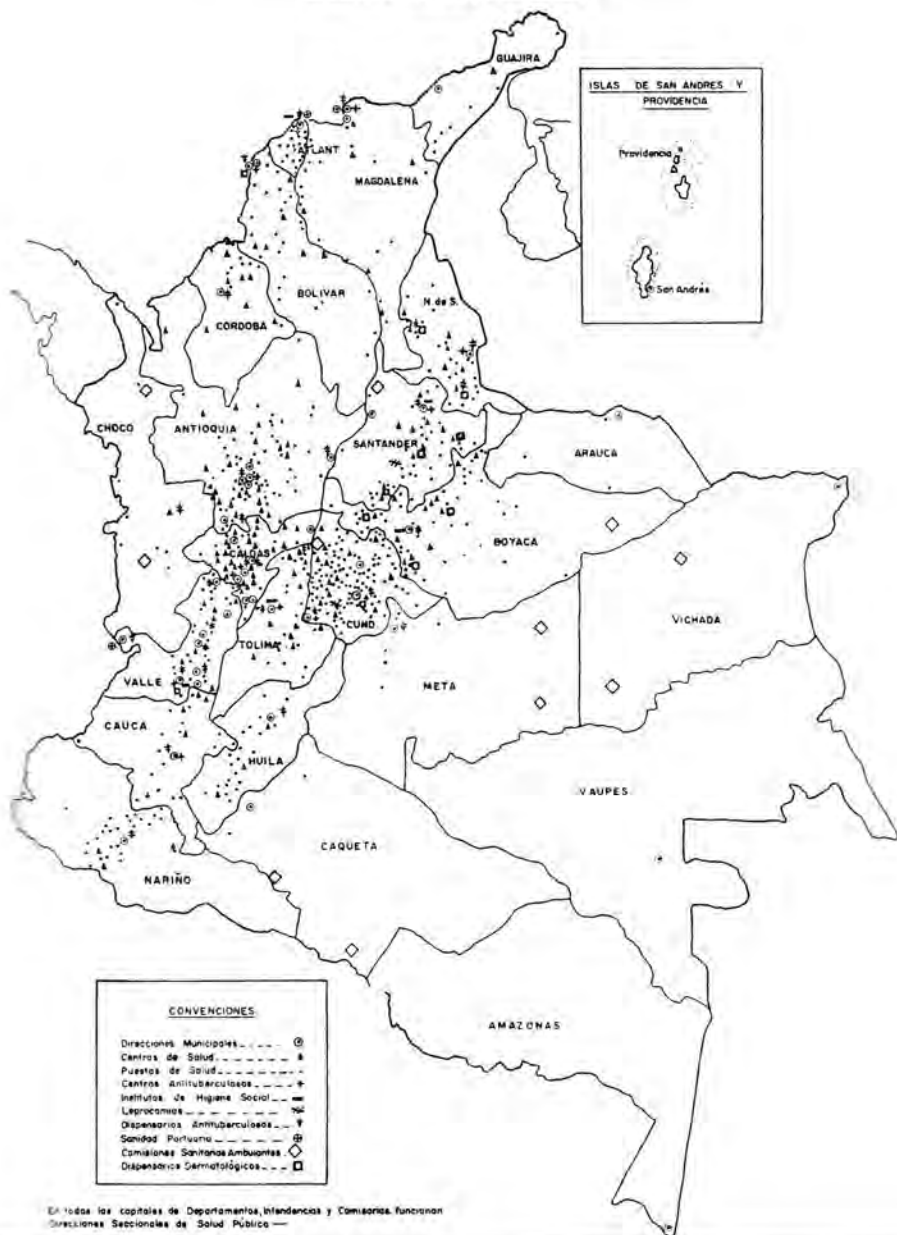 GUAJIRA
ISLAS DE SAN ANDRES Y
PROVIDENCIA
Providencia
San Andrés
ATLANT
MAGDALENA
BOLIVAR
N. de S.
CORDOBA
CHOCO
ANTIOQUIA
SANTANDER
ARAUCA
BOYACA
CALDAS
VICHADA
CUND
TOLIMA
VALLE
META
CAUCA
HUILA
VAUPES
CAQUETA
NARIÑO
AMAZONAS
CONVENCIONES
Direcciones Municipales
Centros de Salud
Puestos de Salud
Centros Antituberculosos
Institutos de Higiene Social
Leprocomios
Dispensarios Antituberculosos
Sanidad Portuaria
Comisiones Sanitarias Ambulantes
Dispensarios Dermatológicos
En todas las capitales de Departamentos, Intendencias y Comisarias funcionan
Direcciones Seccionales de Salud Pública —